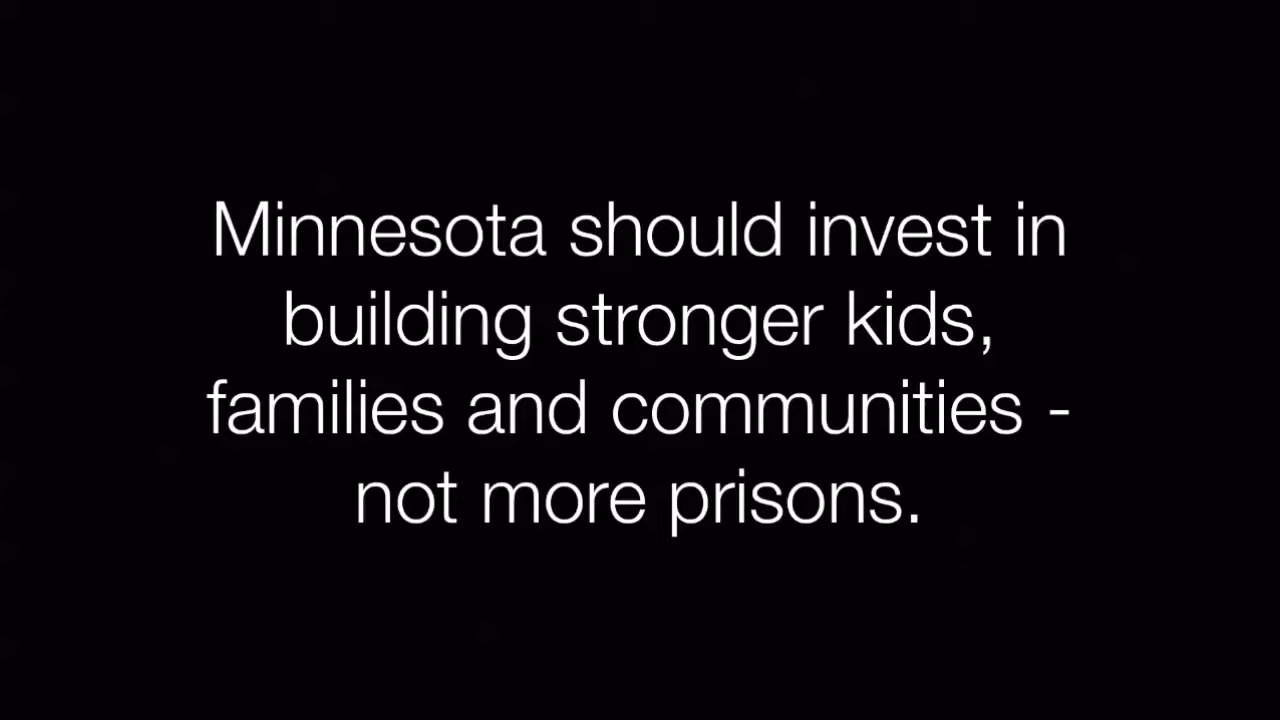 Minnesota should invest in
building stronger kids,
families and communities -
not more prisons.